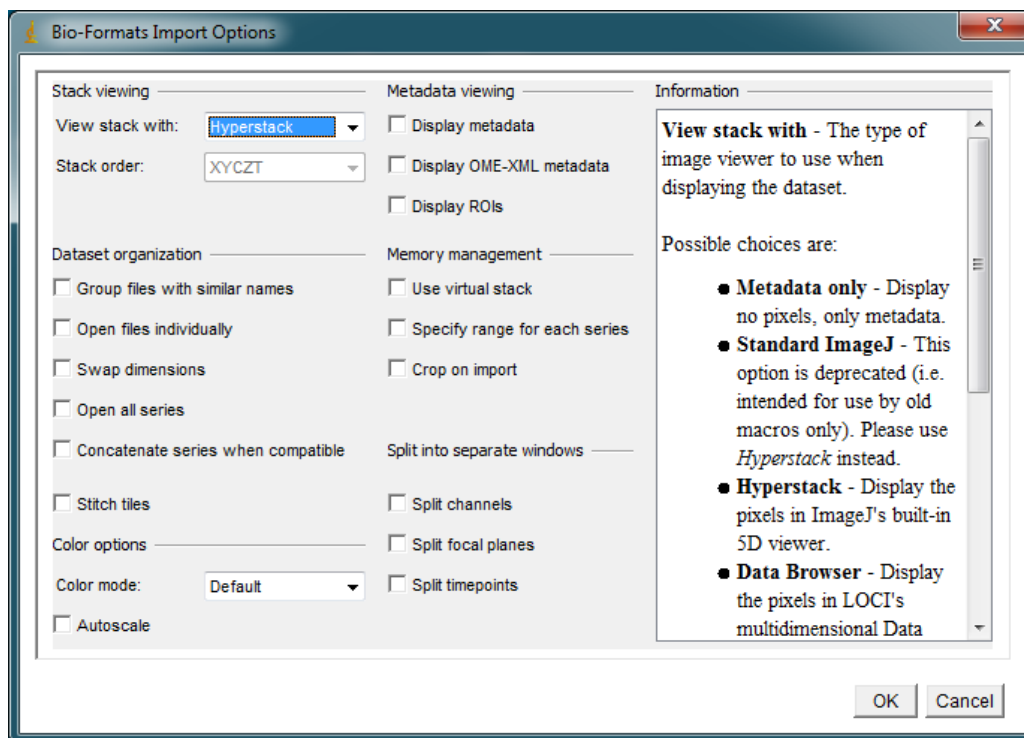 Bio-Formats Import Options
Stack viewing
View stack with: Hyperstack
Stack order: XYCZT
Dataset organization
Group files with similar names
Open files individually
Swap dimensions
Open all series
Concatenate series when compatible
Stitch tiles
Color options
Color mode: Default
Autoscale
Metadata viewing
Display metadata
Display OME-XML metadata
Display ROIs
Memory management
Use virtual stack
Specify range for each series
Crop on import
Split into separate windows
Split channels
Split focal planes
Split timepoints
Information
View stack with - The type of
image viewer to use when
displaying the dataset.
Possible choices are:
Metadata only - Display
no pixels, only metadata.
Standard ImageJ - This
option is deprecated (i.e.
intended for use by old
macros only). Please use
Hyperstack instead.
Hyperstack - Display the
pixels in ImageJ's built-in
5D viewer.
Data Browser - Display
the pixels in LOCI's
multidimensional Data
OK Cancel